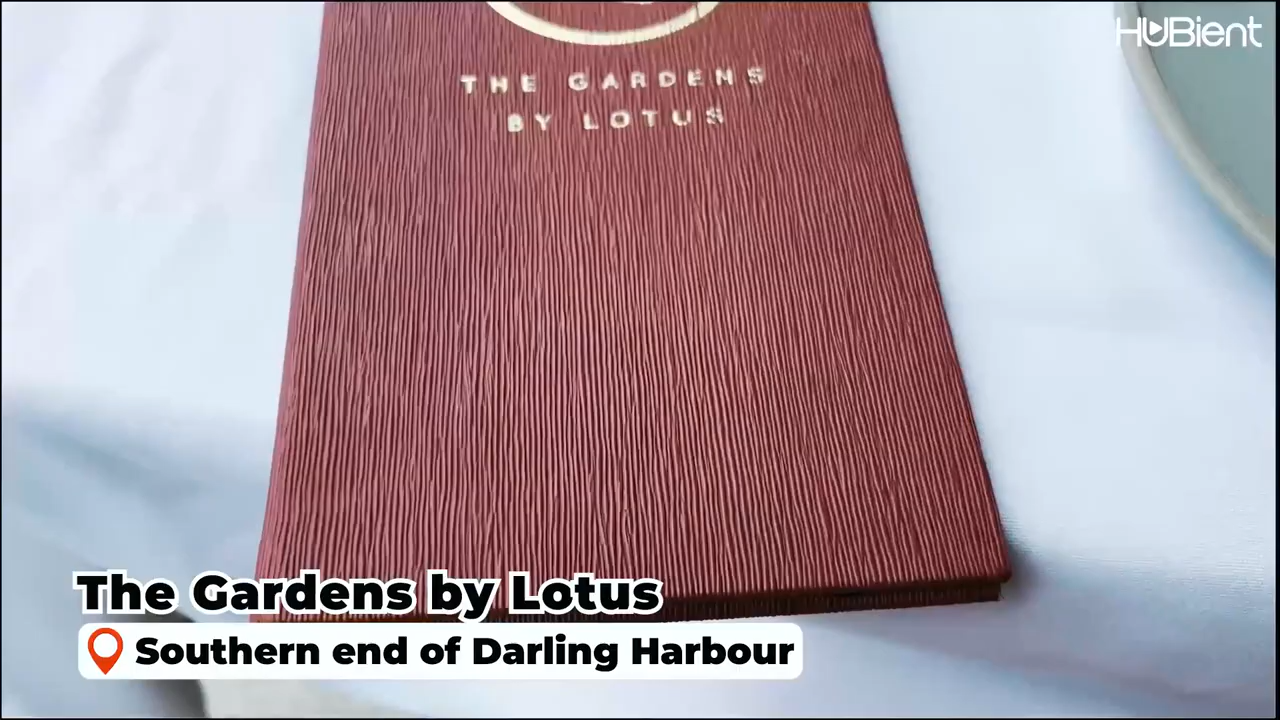 HUBient
THE GARDENS
BY LOTUS
The Gardens by Lotus
Southern end of Darling Harbour